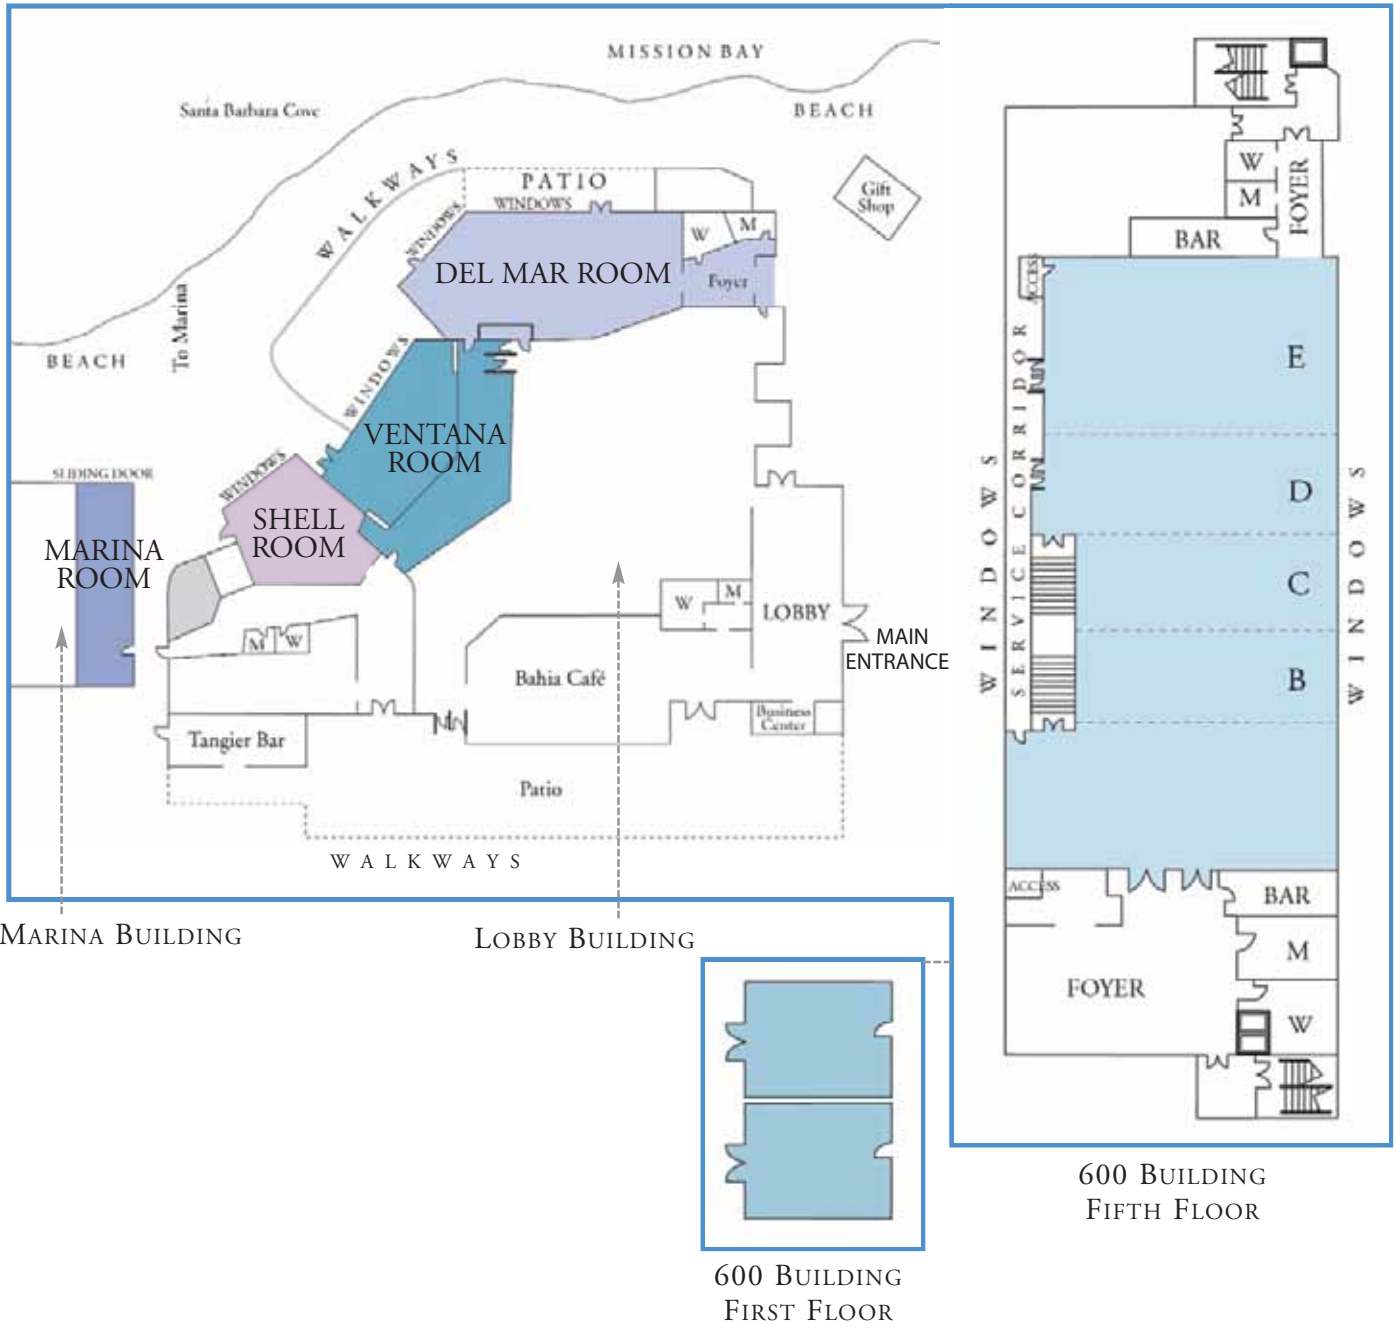 MISSION BAY
Santa Barbara Cove
BEACH
WALKWAYS
PATIO
WINDOWS
WINDOWS
W
M
Gift
Shop
DEL MAR ROOM
Foyer
To Marina
BEACH
WINDOWS
VENTANA
ROOM
SLIDING DOOR
WINDOWS
SHELL
ROOM
MARINA
ROOM
W
M
LOBBY
MAIN
ENTRANCE
M
W
Bahia Café
Business
Center
Tangier Bar
Patio
WALKWAYS
MARINA BUILDING
LOBBY BUILDING
W
M
FOYER
BAR
ACCESS
E
D
C
B
WINDOWS
SERVICE CORRIDOR
WINDOWS
ACCESS
BAR
M
FOYER
W
600 BUILDING
FIFTH FLOOR
600 BUILDING
FIRST FLOOR